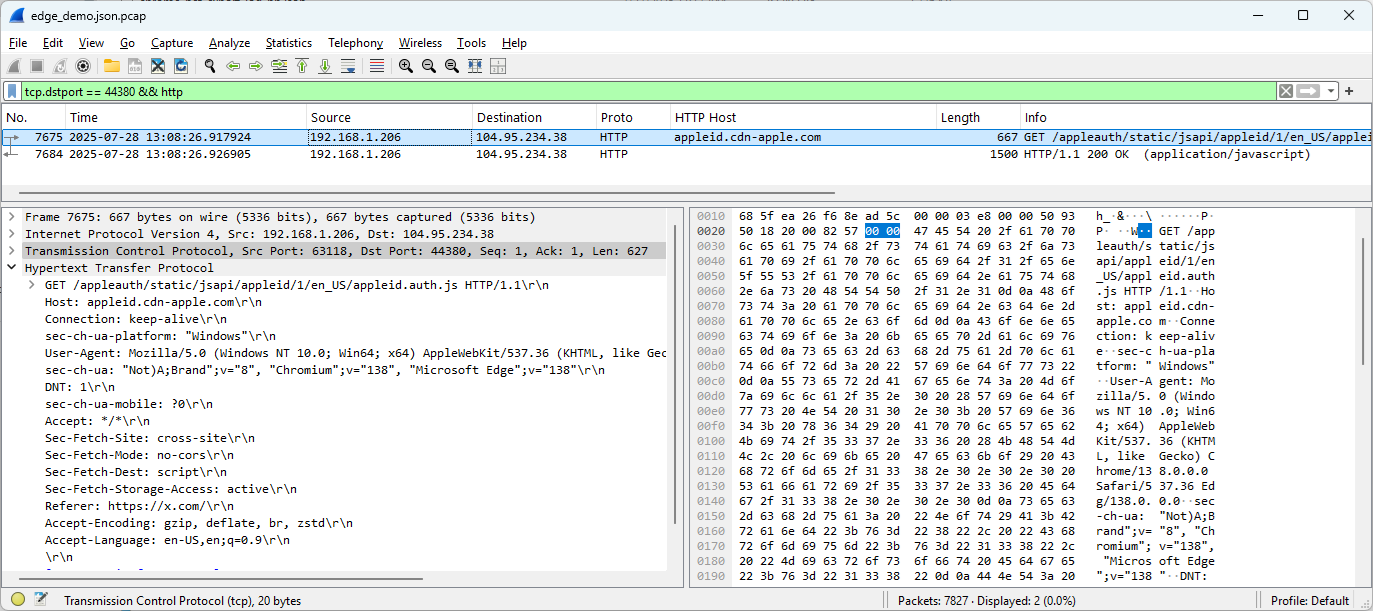 edge_demo.json.pcap
File Edit View Go Capture Analyze Statistics Telephony Wireless Tools Help
tcp.dstport == 44380 && http
No. Time Source Destination Proto HTTP Host Length Info
7675 2025-07-28 13:08:26.917924 192.168.1.206 104.95.234.38 HTTP appleid.cdn-apple.com 667 GET /appleauth/static/jsapi/appleid/1/en_US/applei
7684 2025-07-28 13:08:26.926905 192.168.1.206 104.95.234.38 HTTP 1500 HTTP/1.1 200 OK (application/javascript)
Frame 7675: 667 bytes on wire (5336 bits), 667 bytes captured (5336 bits)
Internet Protocol Version 4, Src: 192.168.1.206, Dst: 104.95.234.38
Transmission Control Protocol, Src Port: 63118, Dst Port: 44380, Seq: 1, Ack: 1, Len: 627
Hypertext Transfer Protocol
GET /appleauth/static/jsapi/appleid/1/en_US/appleid.auth.js HTTP/1.1\r\n
Host: appleid.cdn-apple.com\r\n
Connection: keep-alive\r\n
sec-ch-ua-platform: "Windows"\r\n
User-Agent: Mozilla/5.0 (Windows NT 10.0; Win64; x64) AppleWebKit/537.36 (KHTML, like Gec
sec-ch-ua: "Not)A;Brand";v="8", "Chromium";v="138", "Microsoft Edge";v="138"\r\n
DNT: 1\r\n
sec-ch-ua-mobile: ?0\r\n
Accept: */*\r\n
Sec-Fetch-Site: cross-site\r\n
Sec-Fetch-Mode: no-cors\r\n
Sec-Fetch-Dest: script\r\n
Sec-Fetch-Storage-Access: active\r\n
Referer: https://x.com/\r\n
Accept-Encoding: gzip, deflate, br, zstd\r\n
Accept-Language: en-US,en;q=0.9\r\n
\r\n
0010 68 5f ea 26 f6 8e ad 5c 00 00 03 e8 00 00 50 93 h_·&···\ ······P·
0020 50 18 20 00 82 57 00 00 47 45 54 20 2f 61 70 70 P· ··W·· GET /app
0030 6c 65 61 75 74 68 2f 73 74 61 74 69 63 2f 6a 73 leauth/s tatic/js
0040 61 70 69 2f 61 70 70 6c 65 69 64 2f 31 2f 65 6e api/appl eid/1/en
0050 5f 55 53 2f 61 70 70 6c 65 69 64 2e 61 75 74 68 _US/appl eid.auth
0060 2e 6a 73 20 48 54 54 50 2f 31 2e 31 0d 0a 48 6f .js HTTP /1.1··Ho
0070 73 74 3a 20 61 70 70 6c 65 69 64 2e 63 64 6e 2d st: appl eid.cdn-
0080 61 70 70 6c 65 2e 63 6f 6d 0d 0a 43 6f 6e 6e 65 apple.co m··Conne
0090 63 74 69 6f 6e 3a 20 6b 65 65 70 2d 61 6c 69 76 ction: k eep-aliv
00a0 65 0d 0a 73 65 63 2d 63 68 2d 75 61 2d 70 6c 61 e··sec-c h-ua-pla
00b0 74 66 6f 72 6d 3a 20 22 57 69 6e 64 6f 77 73 22 tform: " Windows"
00c0 0d 0a 55 73 65 72 2d 41 67 65 6e 74 3a 20 4d 6f ··User-A gent: Mo
00d0 7a 69 6c 6c 61 2f 35 2e 30 20 28 57 69 6e 64 6f zilla/5. 0 (Windo
00e0 77 73 20 4e 54 20 31 30 2e 30 3b 20 57 69 6e 36 ws NT 10 .0; Win6
00f0 34 3b 20 78 36 34 29 20 41 70 70 6c 65 57 65 62 4; x64) AppleWeb
0100 4b 69 74 2f 35 33 37 2e 33 36 20 28 4b 48 54 4d Kit/537. 36 (KHTM
0110 4c 2c 20 6c 69 6b 65 20 47 65 63 6b 6f 29 20 43 L, like Gecko) C
0120 68 72 6f 6d 65 2f 31 33 38 2e 30 2e 30 2e 30 20 hrome/13 8.0.0.0
0130 53 61 66 61 72 69 2f 35 33 37 2e 33 36 20 45 64 Safari/5 37.36 Ed
0140 67 2f 31 33 38 2e 30 2e 30 2e 30 0d 0a 73 65 63 g/138.0. 0.0··sec
0150 2d 63 68 2d 75 61 3a 20 22 4e 6f 74 29 41 3b 42 -ch-ua: "Not)A;B
0160 72 61 6e 64 22 3b 76 3d 22 38 22 2c 20 22 43 68 rand";v= "8", "Ch
0170 72 6f 6d 69 75 6d 22 3b 76 3d 22 31 33 38 22 2c romium"; v="138",
0180 20 22 4d 69 63 72 6f 73 6f 66 74 20 45 64 67 65 "Micros oft Edge
0190 22 3b 76 3d 22 31 33 38 22 0d 0a 44 4e 54 3a 20 ";v="138 "··DNT:
Transmission Control Protocol (tcp), 20 bytes Packets: 7827 · Displayed: 2 (0.0%) Profile: Default